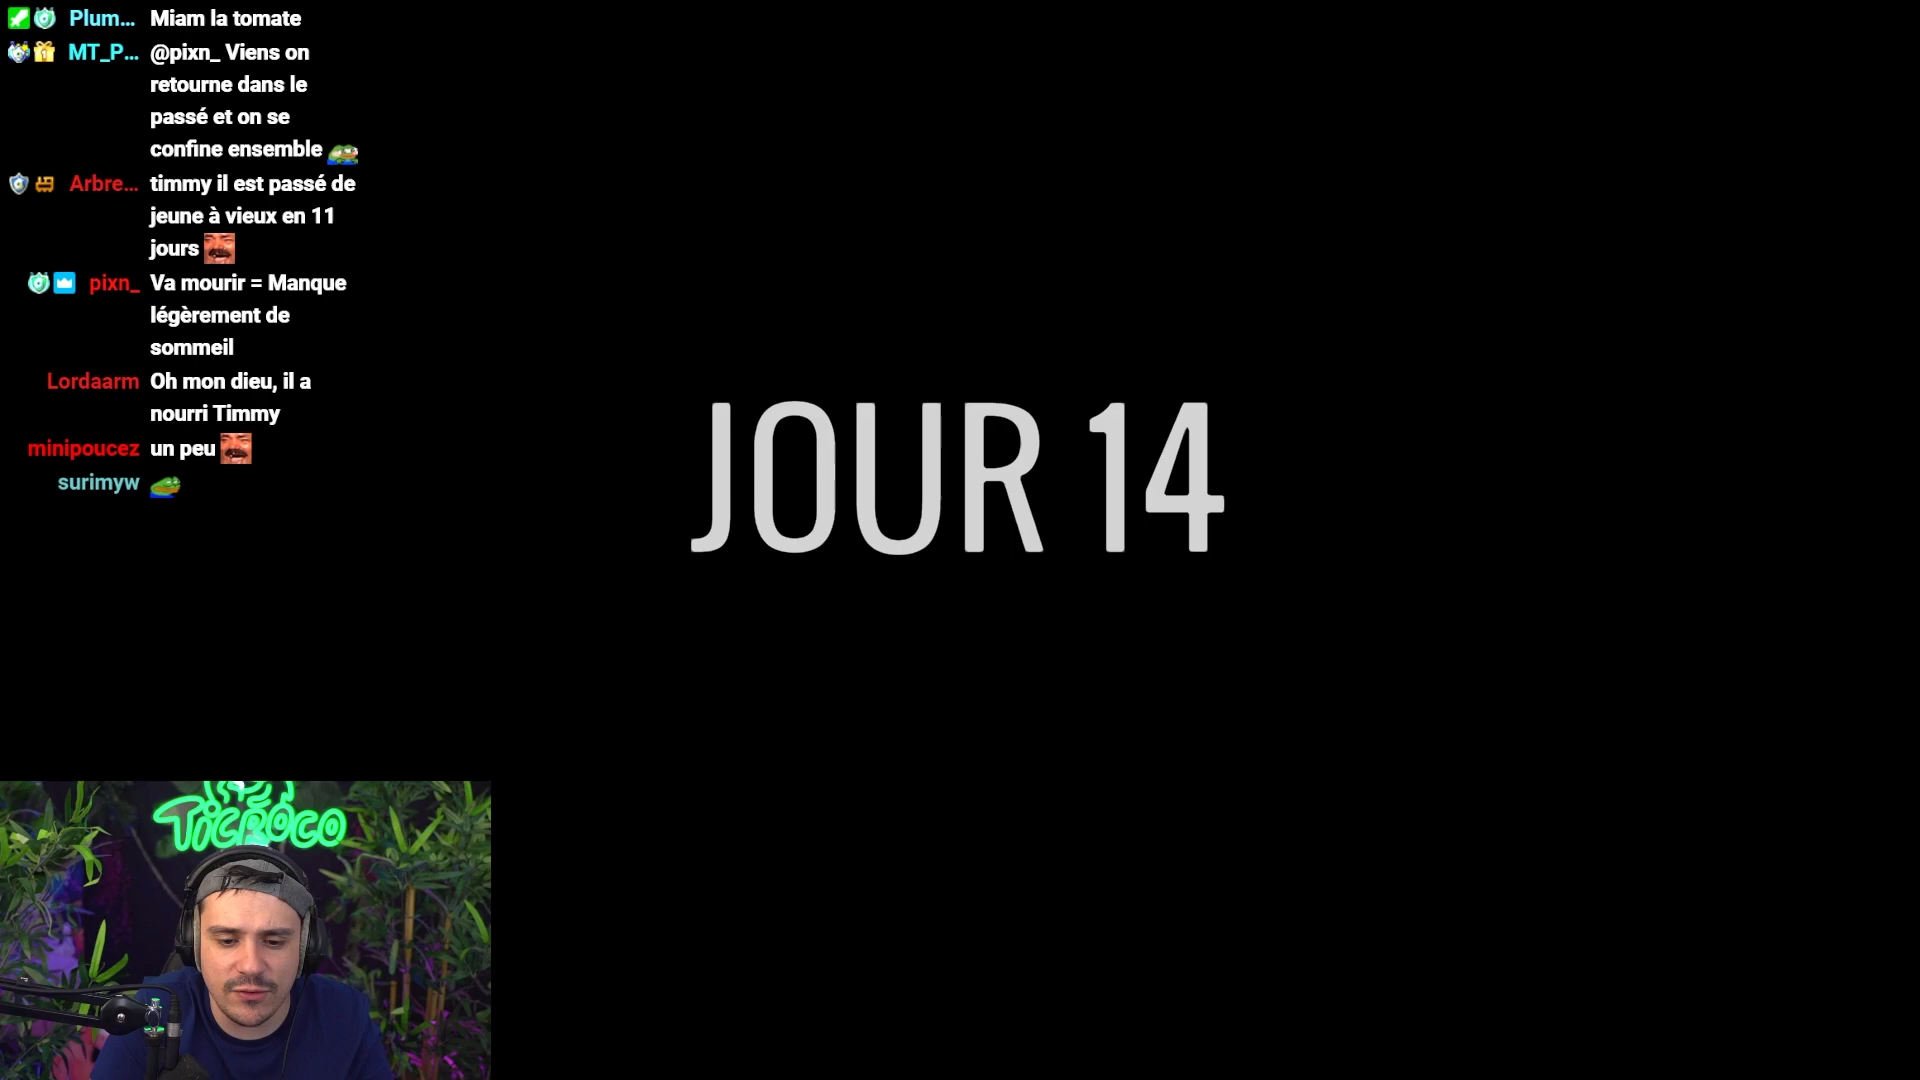 Plum... Miam la tomate
MT_P... @pixn_ Viens on
retourne dans le
passé et on se
confine ensemble
Arbre... timmy il est passé de
jeune à vieux en 11
jours
pixn_ Va mourir = Manque
légèrement de
sommeil
Lordaarm Oh mon dieu, il a
nourri Timmy
minipoucez un peu
surimyw
JOUR 14
Ticroco